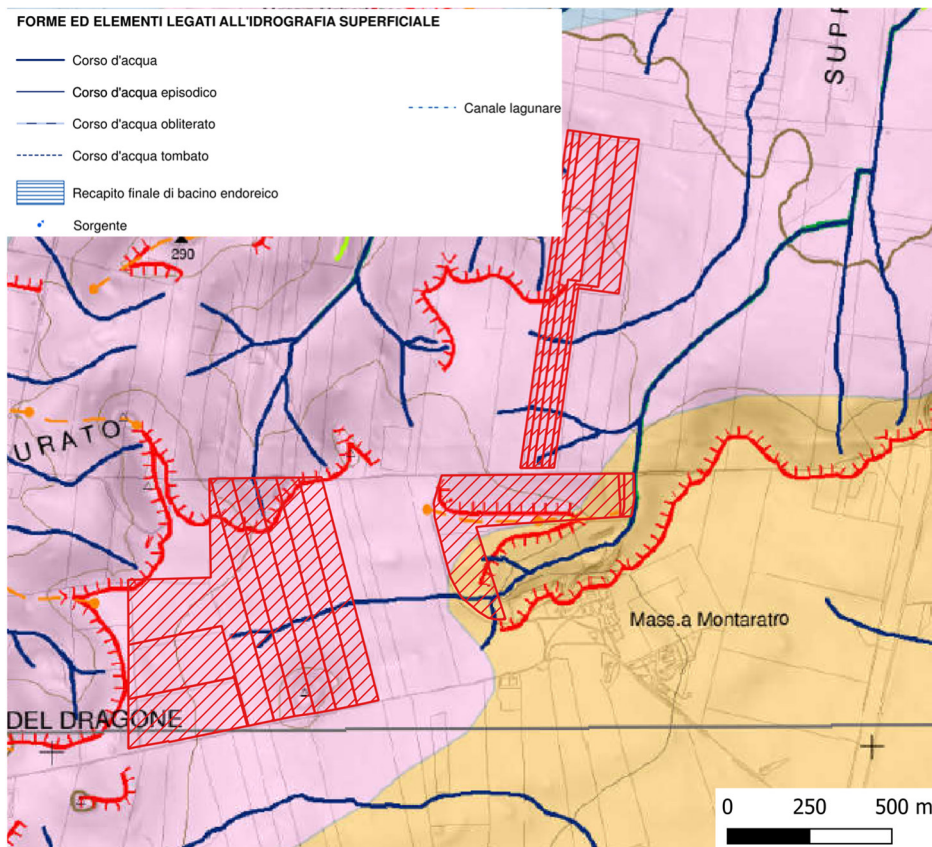 FORME ED ELEMENTI LEGATI ALL'IDROGRAFIA SUPERFICIALE
Corso d'acqua
Corso d'acqua episodico
Canale lagunare
Corso d'acqua obliterato
Corso d'acqua tombato
Recapito finale di bacino endoreico
Sorgente
SUPP
290
URATO
Mass.a Montaratro
DEL DRAGONE
0 250 500 m